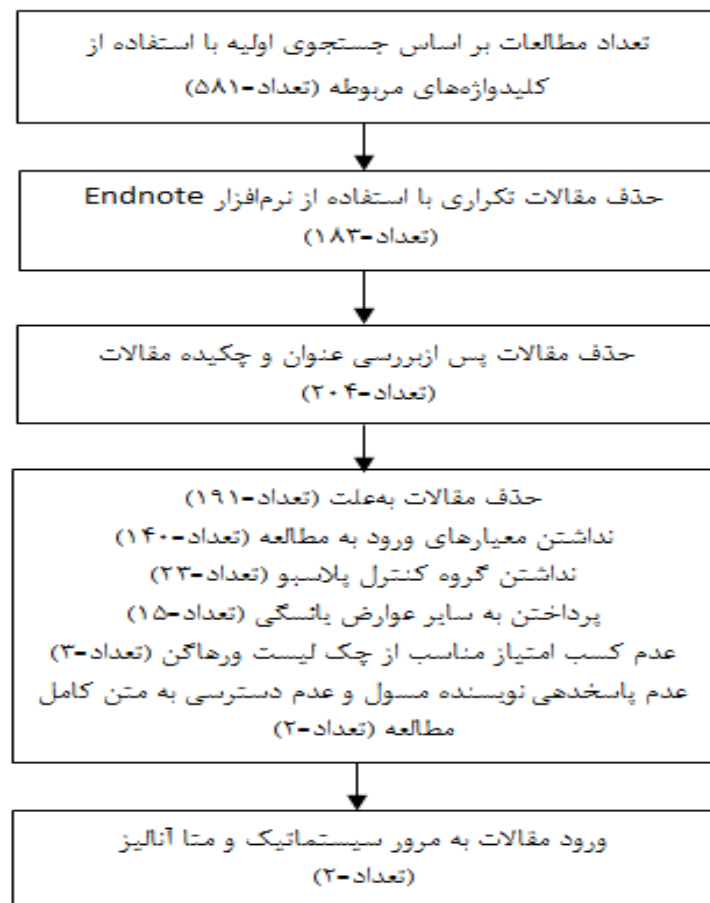 تعداد مطالعات بر اساس جستجوی اولیه با استفاده از
کلیدواژه‌های مربوطه (تعداد-۵۸۱)
حذف مقالات تکراری با استفاده از نرم‌افزار Endnote
(تعداد-۱۸۳)
حذف مقالات پس ازبررسی عنوان و چکیده مقالات
(تعداد-۲۰۴)
حذف مقالات به‌علت (تعداد-۱۹۱)
نداشتن معیارهای ورود به مطالعه (تعداد-۱۴۰)
نداشتن گروه کنترل پلاسبو (تعداد-۲۳)
پرداختن به سایر عوارض یائسگی (تعداد-۱۵)
عدم کسب امتیاز مناسب از چک لیست ورهاگن (تعداد-۳)
عدم پاسخدهی نویسنده مسول و عدم دسترسی به متن کامل
مطالعه (تعداد-۲)
ورود مقالات به مرور سیستماتیک و متا آنالیز
(تعداد-۲)